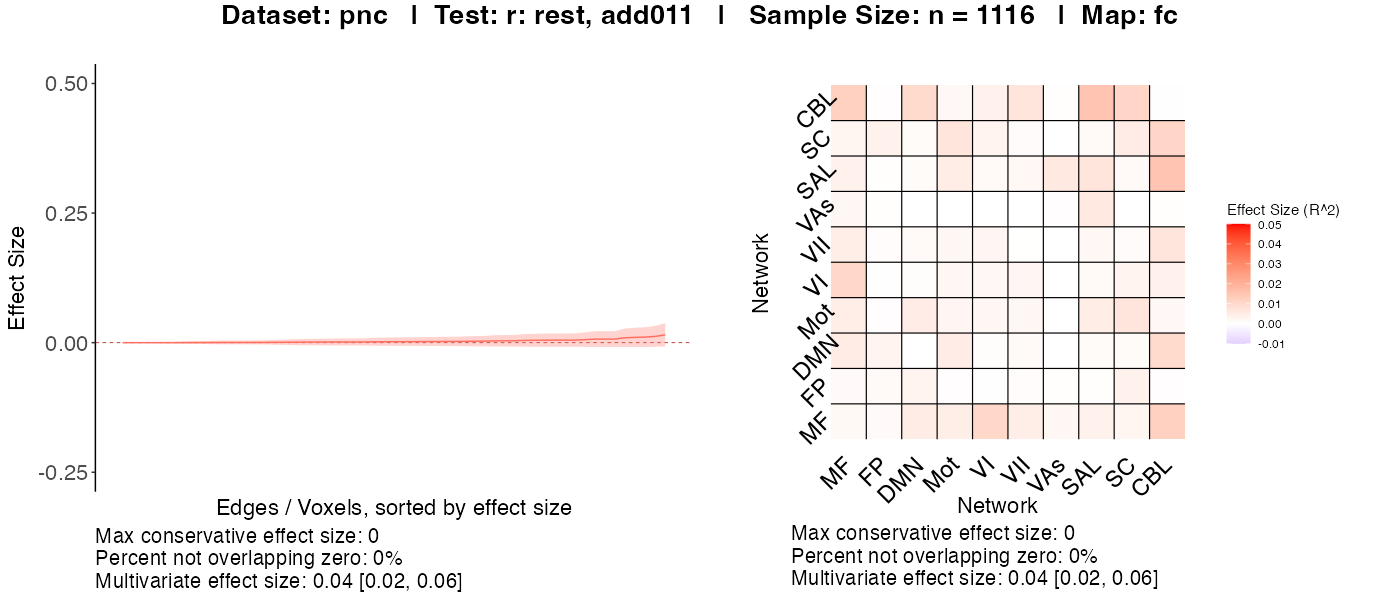 Dataset: pnc | Test: r: rest, add011 | Sample Size: n = 1116 | Map: fc
Effect Size
0.50
0.25
0.00
-0.25
Edges / Voxels, sorted by effect size
Max conservative effect size: 0
Percent not overlapping zero: 0%
Multivariate effect size: 0.04 [0.02, 0.06]
Network
CBL
SC
SAL
VAs
VII
VI
Mot
DMN
FP
MF
MF FP DMN Mot VI VII VAs SAL SC CBL
Network
Max conservative effect size: 0
Percent not overlapping zero: 0%
Multivariate effect size: 0.04 [0.02, 0.06]
Effect Size (R^2)
0.05
0.04
0.03
0.02
0.01
0.00
-0.01